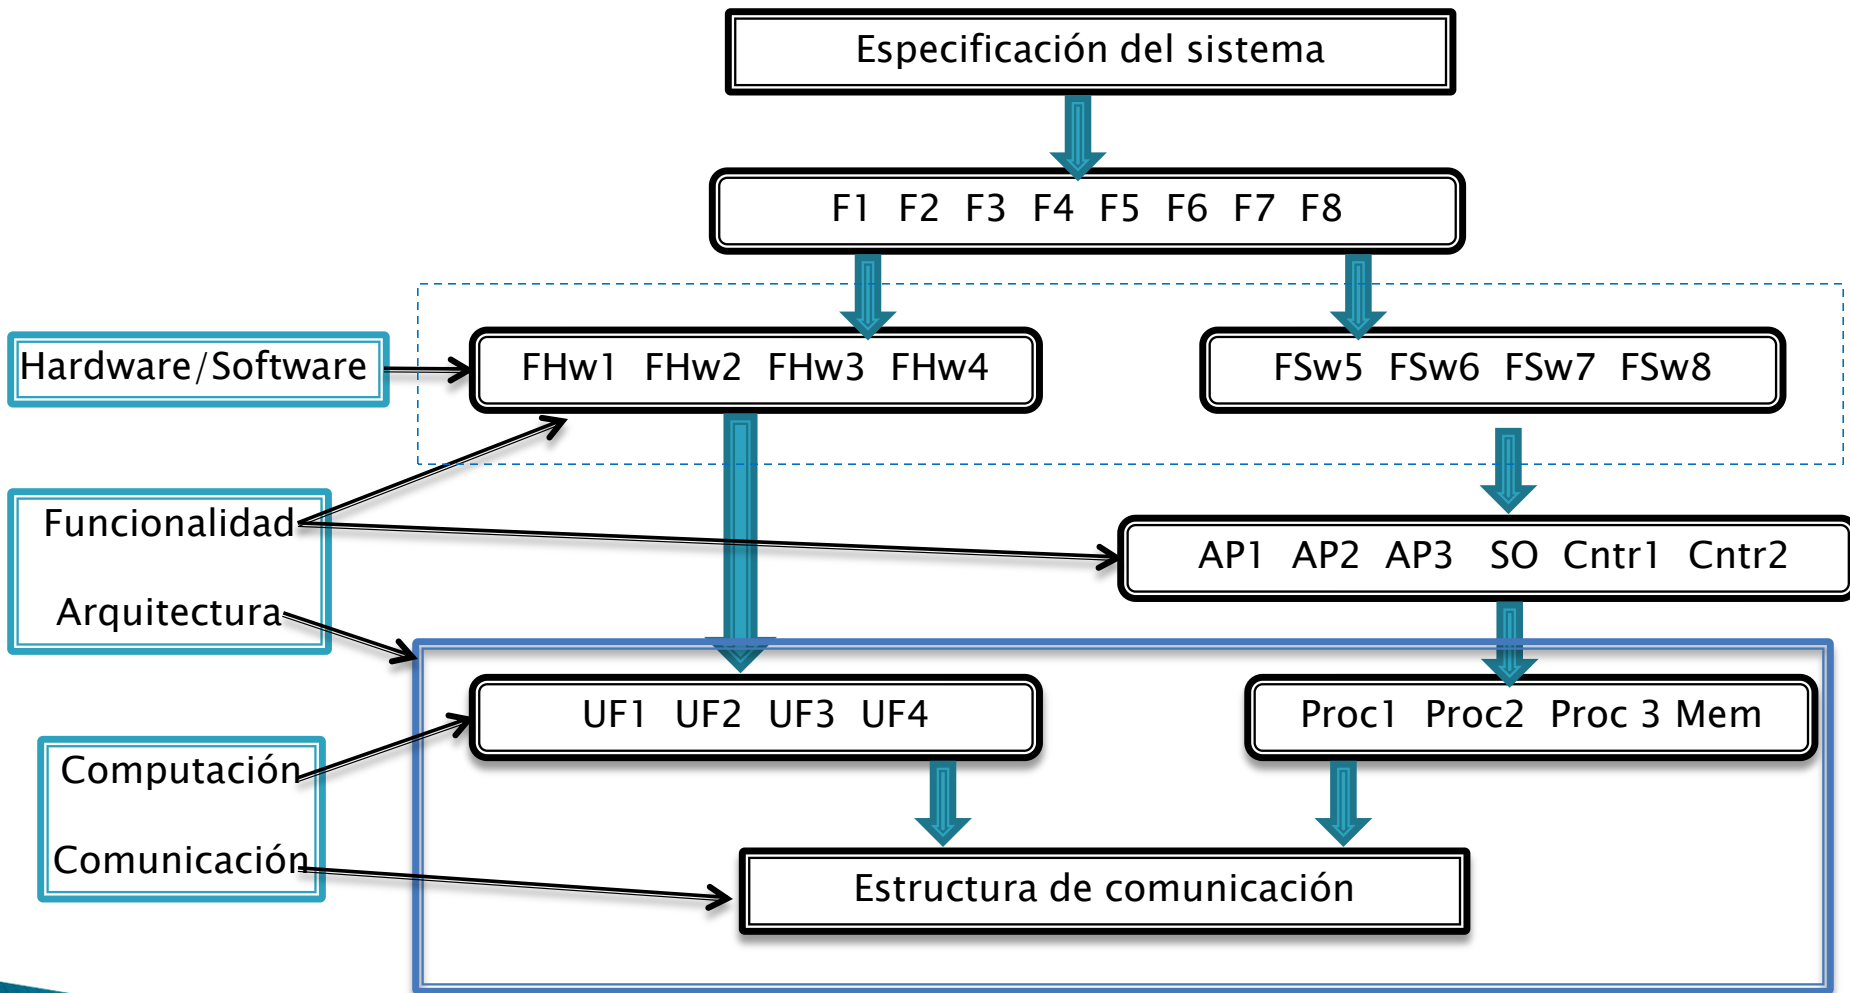 Especificación del sistema
F1 F2 F3 F4 F5 F6 F7 F8
Hardware/Software
FHw1 FHw2 FHw3 FHw4
FSw5 FSw6 FSw7 FSw8
Funcionalidad
Arquitectura
AP1 AP2 AP3 SO Cntr1 Cntr2
UF1 UF2 UF3 UF4
Proc1 Proc2 Proc 3 Mem
Computación
Comunicación
Estructura de comunicación